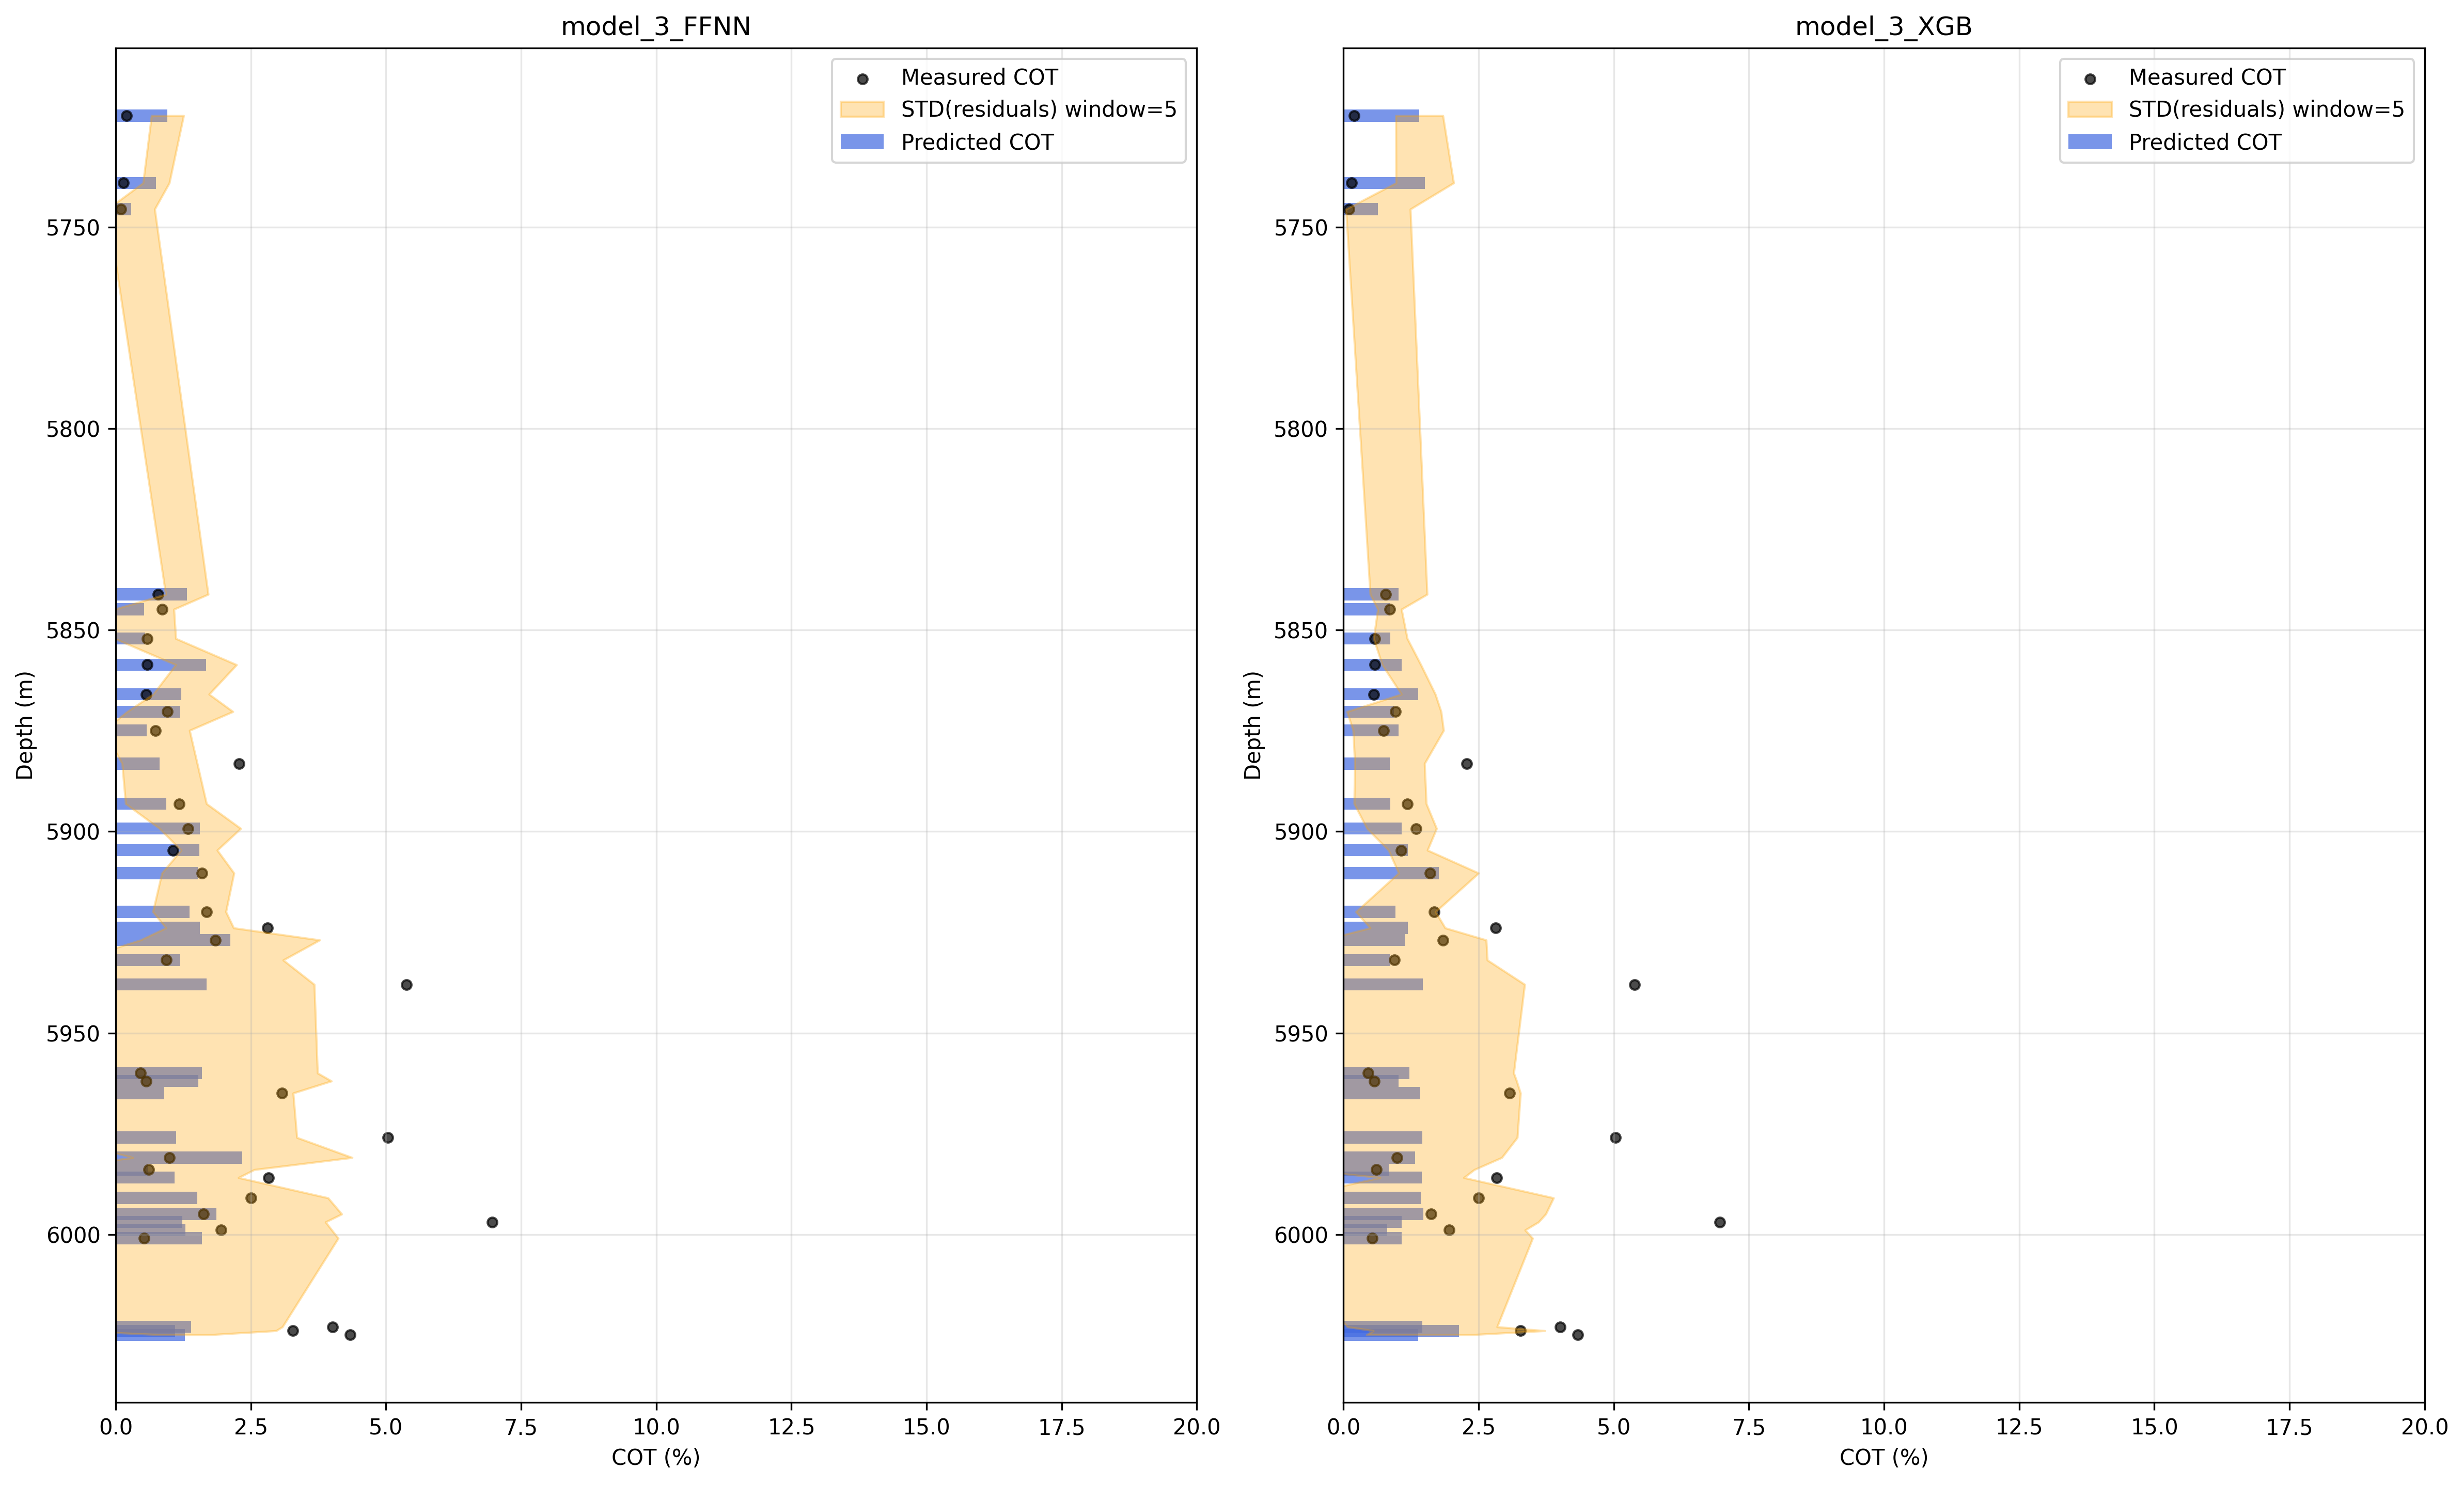 model_3_FFNN
Measured COT
STD(residuals) window=5
Predicted COT
5750
5800
5850
5900
5950
6000
Depth (m)
0.0 2.5 5.0 7.5 10.0 12.5 15.0 17.5 20.0
COT (%)
model_3_XGB
Measured COT
STD(residuals) window=5
Predicted COT
5750
5800
5850
5900
5950
6000
Depth (m)
0.0 2.5 5.0 7.5 10.0 12.5 15.0 17.5 20.0
COT (%)